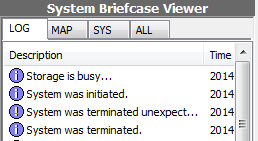 System Briefcase Viewer
LOG MAP SYS ALL
Description Time
Storage is busy... 2014
System was initiated. 2014
System was terminated unexpect... 2014
System was terminated. 2014